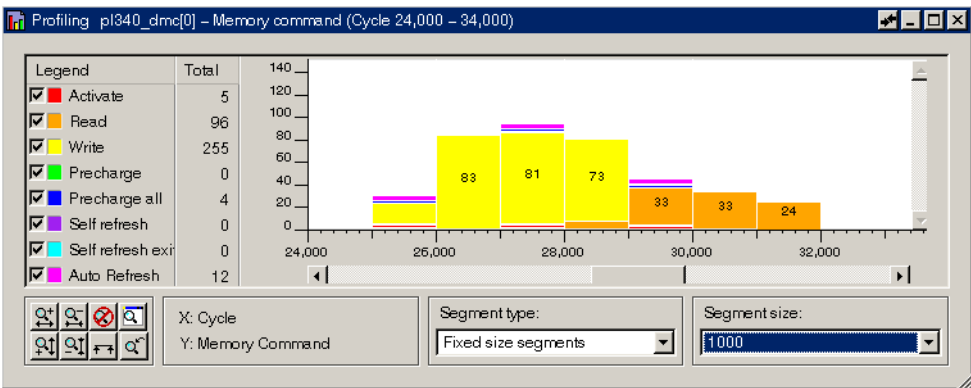 Profiling pl340_dmc[0] – Memory command (Cycle 24,000 – 34,000)
Legend Total
Activate 5
Read 96
Write 255
Precharge 0
Precharge all 4
Self refresh 0
Self refresh exi 0
Auto Refresh 12
140
120
100
80
60
40
20
0
83 81 73 33 33 24
24,000 26,000 28,000 30,000 32,000
X: Cycle
Y: Memory Command
Segment type:
Fixed size segments
Segment size:
1000